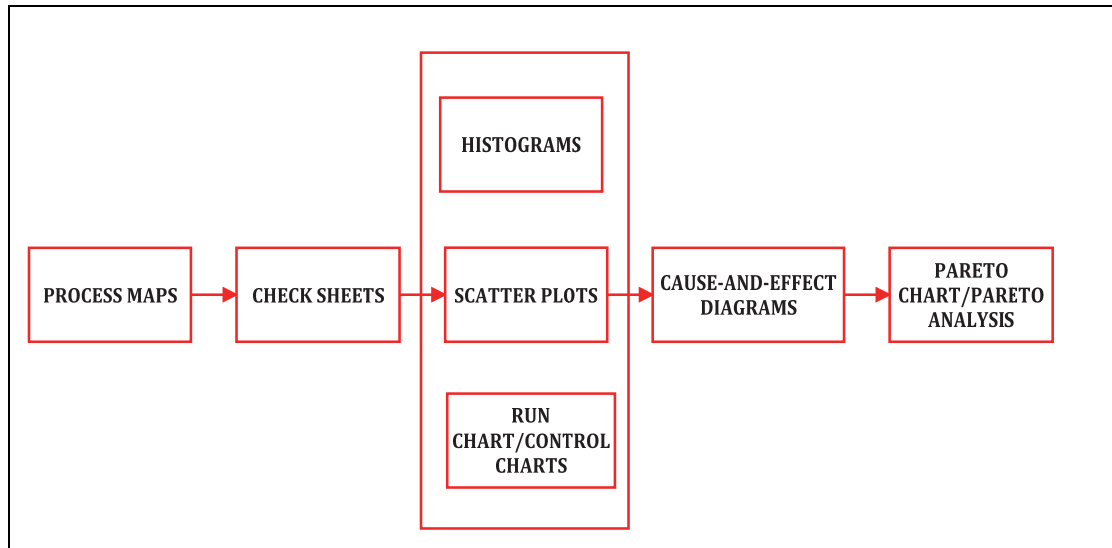 PROCESS MAPS
CHECK SHEETS
HISTOGRAMS
SCATTER PLOTS
RUN
CHART/CONTROL
CHARTS
CAUSE-AND-EFFECT
DIAGRAMS
PARETO
CHART/PARETO
ANALYSIS